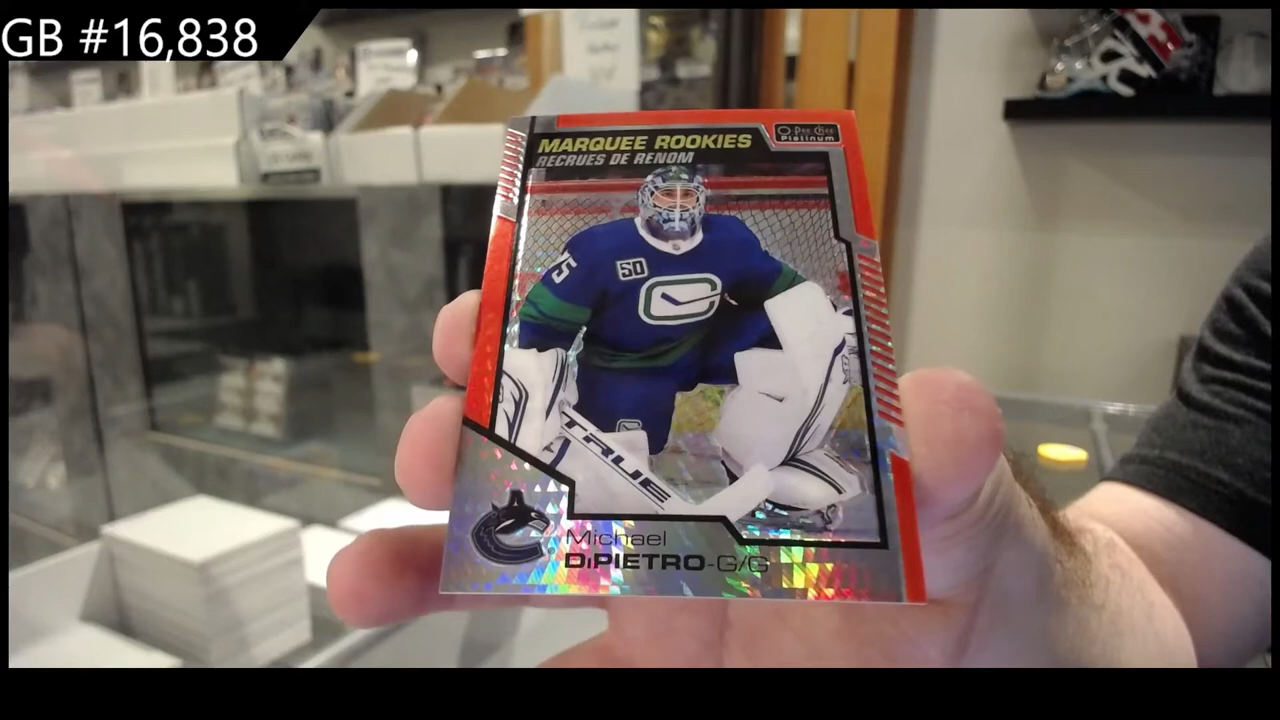 GB #16,838
MARQUEE ROOKIES
RECRUES DE RENOM
O Pee Chee
Platinum
50
TRUE
Michael
DiPIETRO-G/G